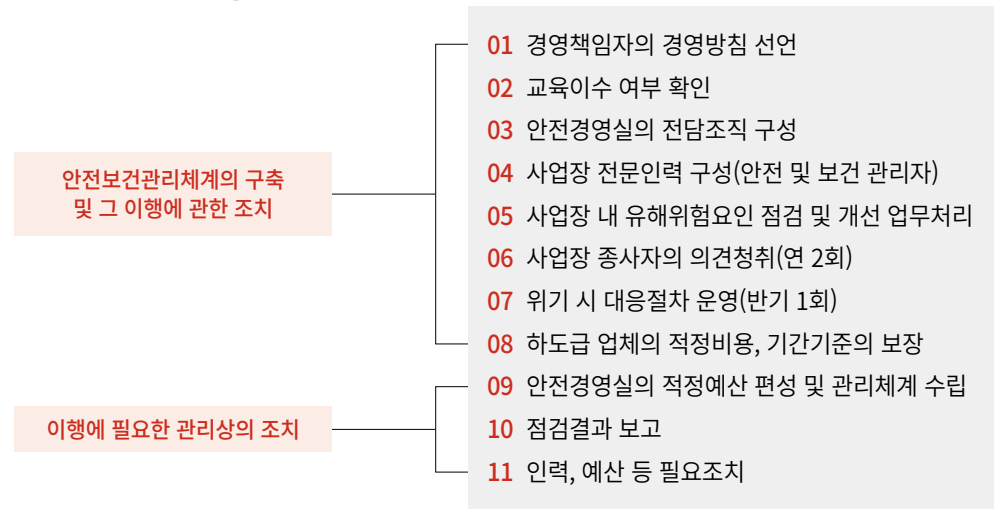 안전보건관리체계의 구축
및 그 이행에 관한 조치
01 경영책임자의 경영방침 선언
02 교육이수 여부 확인
03 안전경영실의 전담조직 구성
04 사업장 전문인력 구성(안전 및 보건 관리자)
05 사업장 내 유해위험요인 점검 및 개선 업무처리
06 사업장 종사자의 의견청취(연 2회)
07 위기 시 대응절차 운영(반기 1회)
08 하도급 업체의 적정비용, 기간기준의 보장
이행에 필요한 관리상의 조치
09 안전경영실의 적정예산 편성 및 관리체계 수립
10 점검결과 보고
11 인력, 예산 등 필요조치